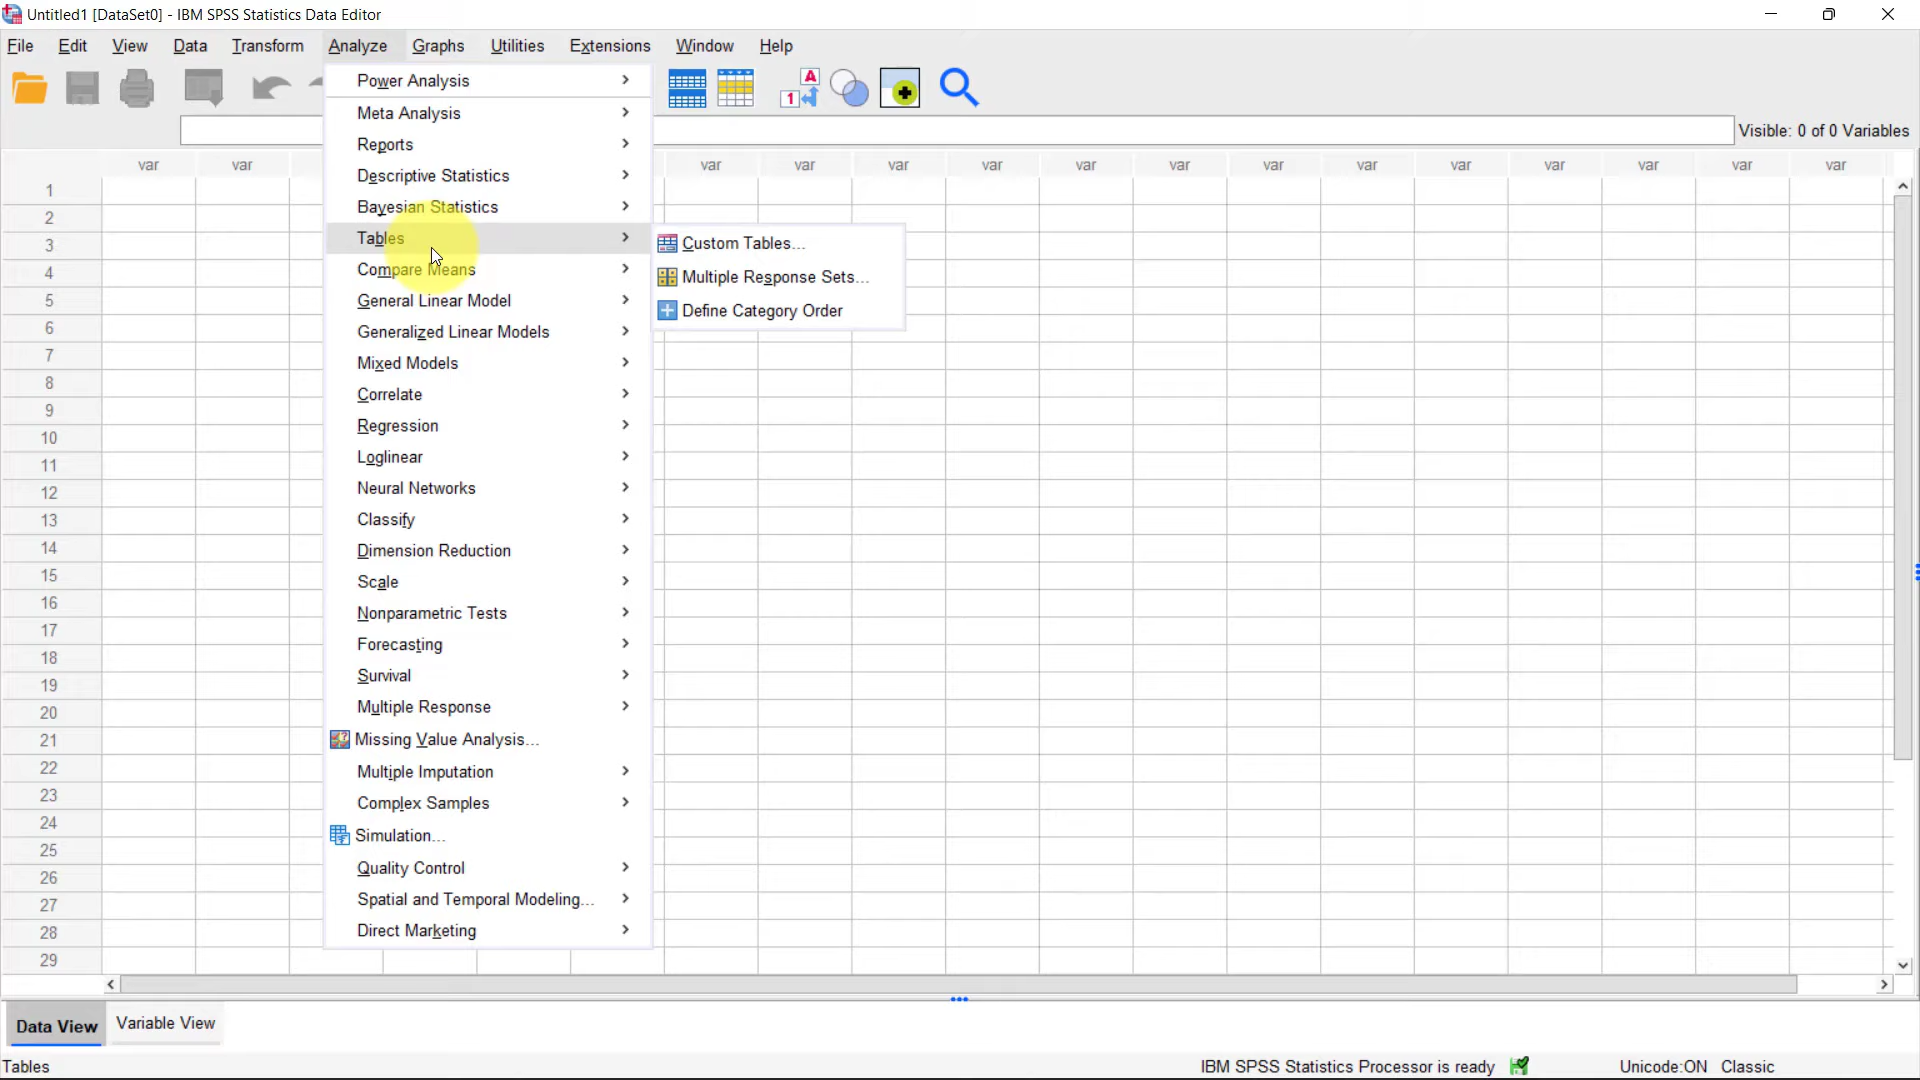 Untitled1 [DataSet0] - IBM SPSS Statistics Data Editor
File Edit View Data Transform Analyze Graphs Utilities Extensions Window Help
1 A
Visible: 0 of 0 Variables
var var var var var var var var var var var var var var var
Power Analysis
Meta Analysis
Reports
Descriptive Statistics
Bayesian Statistics
Tables
Compare Means
General Linear Model
Generalized Linear Models
Mixed Models
Correlate
Regression
Loglinear
Neural Networks
Classify
Dimension Reduction
Scale
Nonparametric Tests
Forecasting
Survival
Multiple Response
Missing Value Analysis...
Multiple Imputation
Complex Samples
Simulation...
Quality Control
Spatial and Temporal Modeling...
Direct Marketing
Custom Tables...
Multiple Response Sets...
Define Category Order
1
2
3
4
5
6
7
8
9
10
11
12
13
14
15
16
17
18
19
20
21
22
23
24
25
26
27
28
29
Data View Variable View
Tables IBM SPSS Statistics Processor is ready Unicode:ON Classic